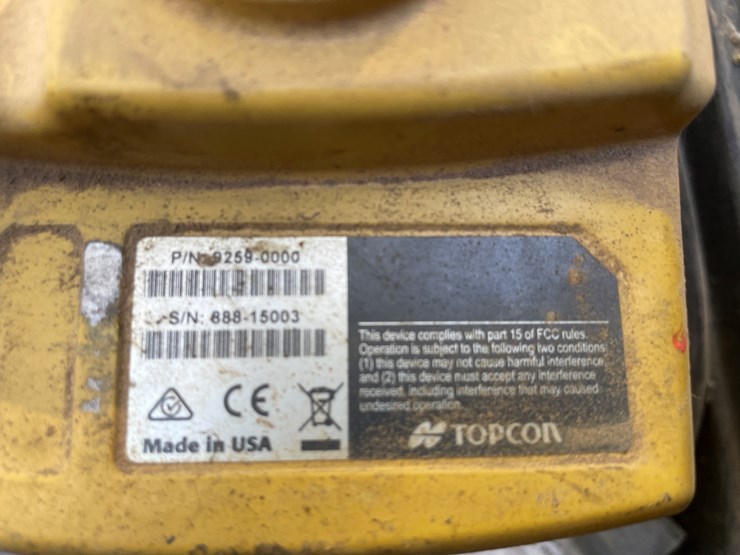 P/N: 9259-0000
S/N: 888-15003
CE
Made in USA
This device complies with part 15 of FCC rules.
Operation is subject to the following two conditions
(1) this device may not cause harmful interference
and (2) this device must accept any interference
received, including interference that may caused
undesired operation.
TOPCON